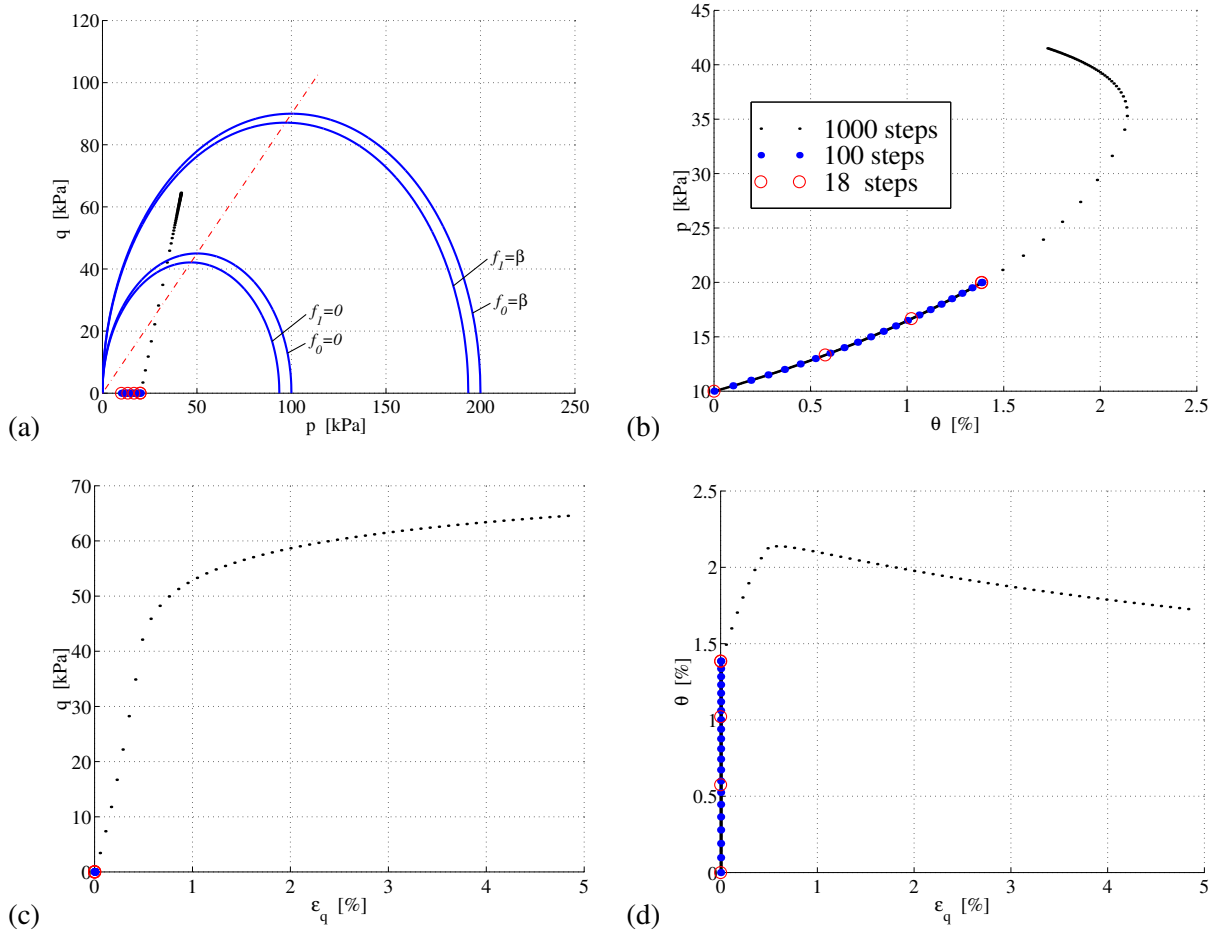 120
100
80
60
40
20
0
q [kPa]
0
50
100
150
200
250
p [kPa]
f1=β
f0=β
f1=0
f0=0
(a)
45
40
35
30
25
20
15
10
p [kPa]
1000 steps
100 steps
18 steps
0
0.5
1
1.5
2
2.5
θ [%]
(b)
70
60
50
40
30
20
10
0
q [kPa]
0
1
2
3
4
5
ε_q [%]
(c)
2.5
2
1.5
1
0.5
0
θ [%]
0
1
2
3
4
5
ε_q [%]
(d)